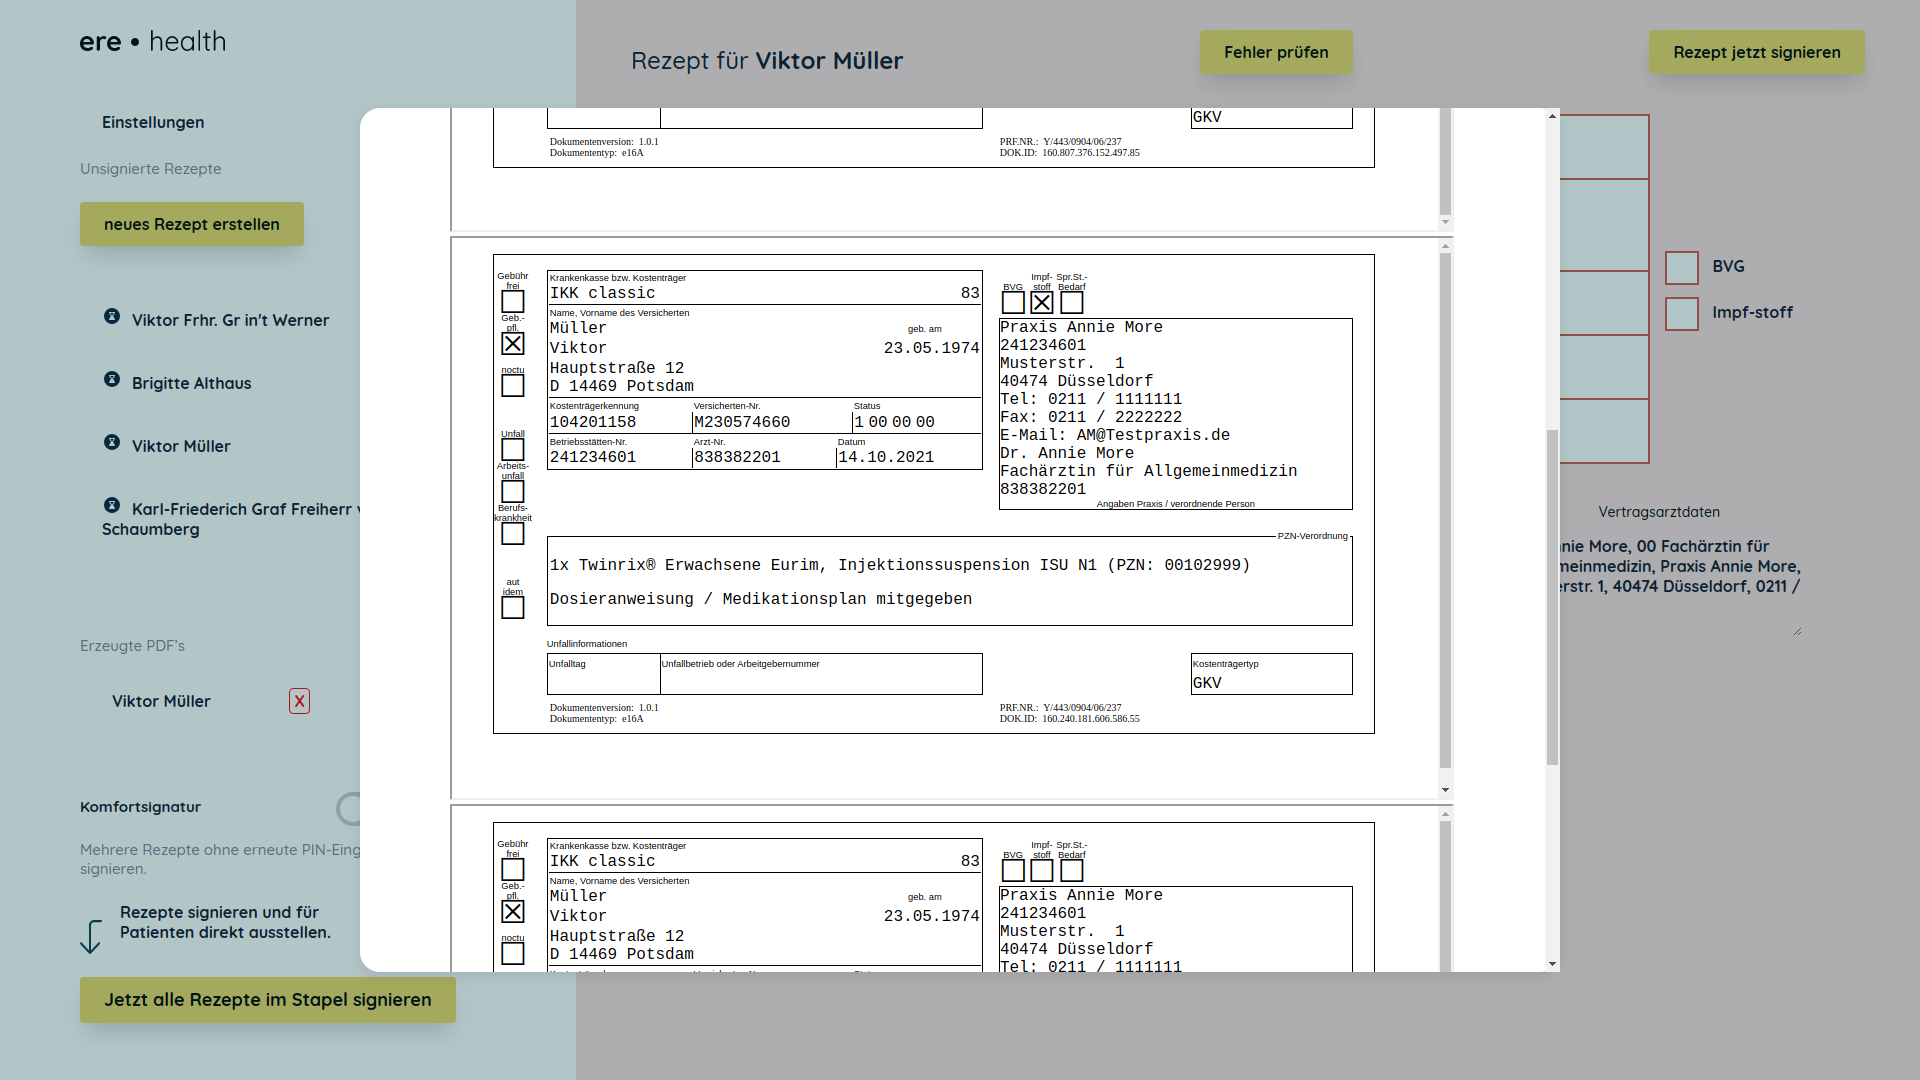 ere • health
Einstellungen
Unsignierte Rezepte
neues Rezept erstellen
Viktor Frhr. Gr in't Werner
Brigitte Althaus
Viktor Müller
Karl-Friederich Graf Freiherr
Schaumberg
Erzeugte PDF's
Viktor Müller
X
Komfortsignatur
Mehrere Rezepte ohne erneute PIN-Eing
signieren.
Rezepte signieren und für
Patienten direkt ausstellen.
Jetzt alle Rezepte im Stapel signieren
Rezept für Viktor Müller
Fehler prüfen
Rezept jetzt signieren
GKV
Dokumentenversion: 1.0.1
Dokumententyp: e16A
PRF.NR.: Y/443/0904/06/237
DOK.ID: 160.807.376.152.497.85
Gebühr
frei
Geb.-
pfl.
noctu
Unfall
Arbeits-
unfall
Berufs-
krankheit
aut
idem
Krankenkasse bzw. Kostenträger
IKK classic 83
Name, Vorname des Versicherten
Müller geb. am
Viktor 23.05.1974
Hauptstraße 12
D 14469 Potsdam
Kostenträgerkennung Versicherten-Nr. Status
104201158 M230574660 1 00 00 00
Betriebsstätten-Nr. Arzt-Nr. Datum
241234601 838382201 14.10.2021
BVG Impf-
stoff Spr.St.-
Bedarf
Praxis Annie More
241234601
Musterstr. 1
40474 Düsseldorf
Tel: 0211 / 1111111
Fax: 0211 / 2222222
E-Mail: AM@Testpraxis.de
Dr. Annie More
Fachärztin für Allgemeinmedizin
838382201
Angaben Praxis / verordnende Person
PZN-Verordnung
1x Twinrix® Erwachsene Eurim, Injektionssuspension ISU N1 (PZN: 00102999)
Dosieranweisung / Medikationsplan mitgegeben
Unfallinformationen
Unfalltag Unfallbetrieb oder Arbeitgebernummer
Kostenträgertyp
GKV
Dokumentenversion: 1.0.1
Dokumententyp: e16A
PRF.NR.: Y/443/0904/06/237
DOK.ID: 160.240.181.606.586.55
Gebühr
frei
Geb.-
pfl.
noctu
Krankenkasse bzw. Kostenträger
IKK classic 83
Name, Vorname des Versicherten
Müller geb. am
Viktor 23.05.1974
Hauptstraße 12
D 14469 Potsdam
BVG Impf-
stoff Spr.St.-
Bedarf
Praxis Annie More
241234601
Musterstr. 1
40474 Düsseldorf
Tel: 0211 / 1111111
BVG
Impf-stoff
Vertragsarztdaten
nie More, 00 Fachärztin für
meinmedizin, Praxis Annie More,
erstr. 1, 40474 Düsseldorf, 0211 /